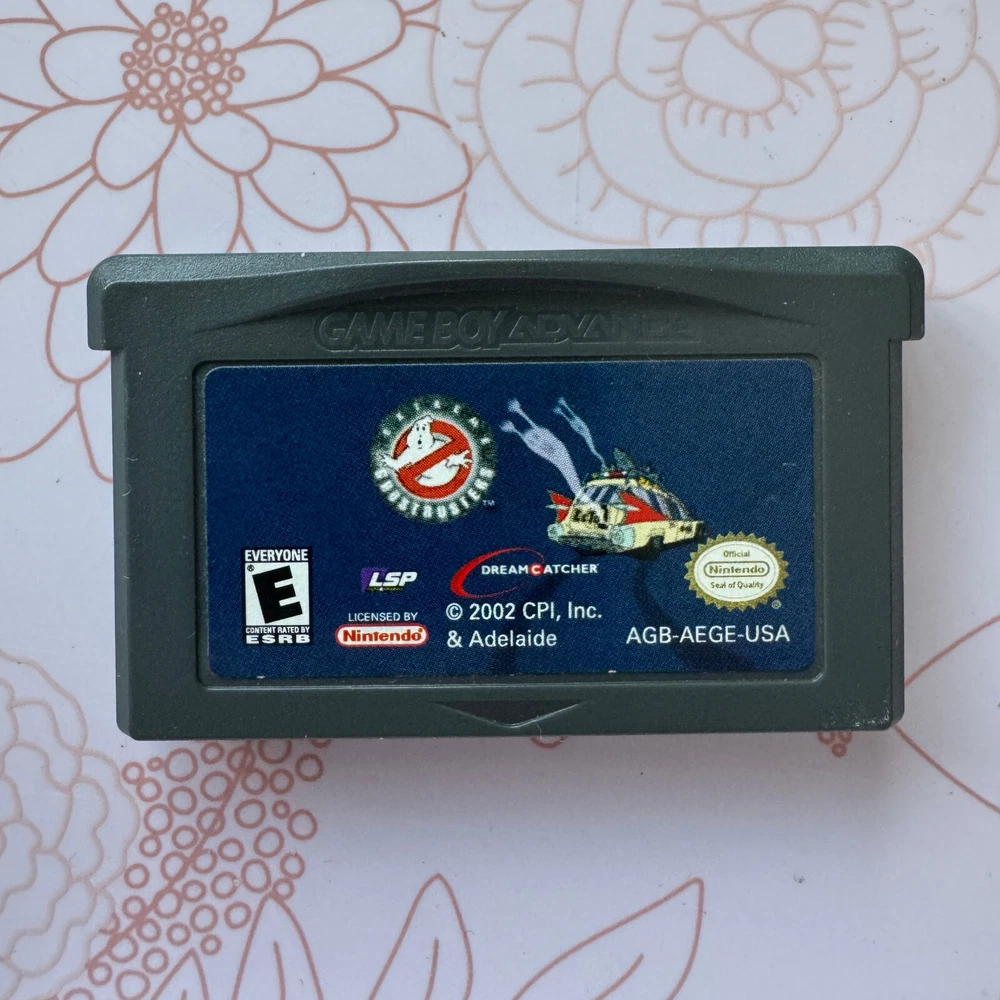 GAME BOY ADVANCE
EXTREME
GHOSTBUSTERS
TM
EVERYONE
E
®
CONTENT RATED BY
ESRB
LSP
DREAMCATCHER
LICENSED BY
Nintendo®
© 2002 CPI, Inc.
& Adelaide
Official
Nintendo
Seal of Quality
®
AGB-AEGE-USA